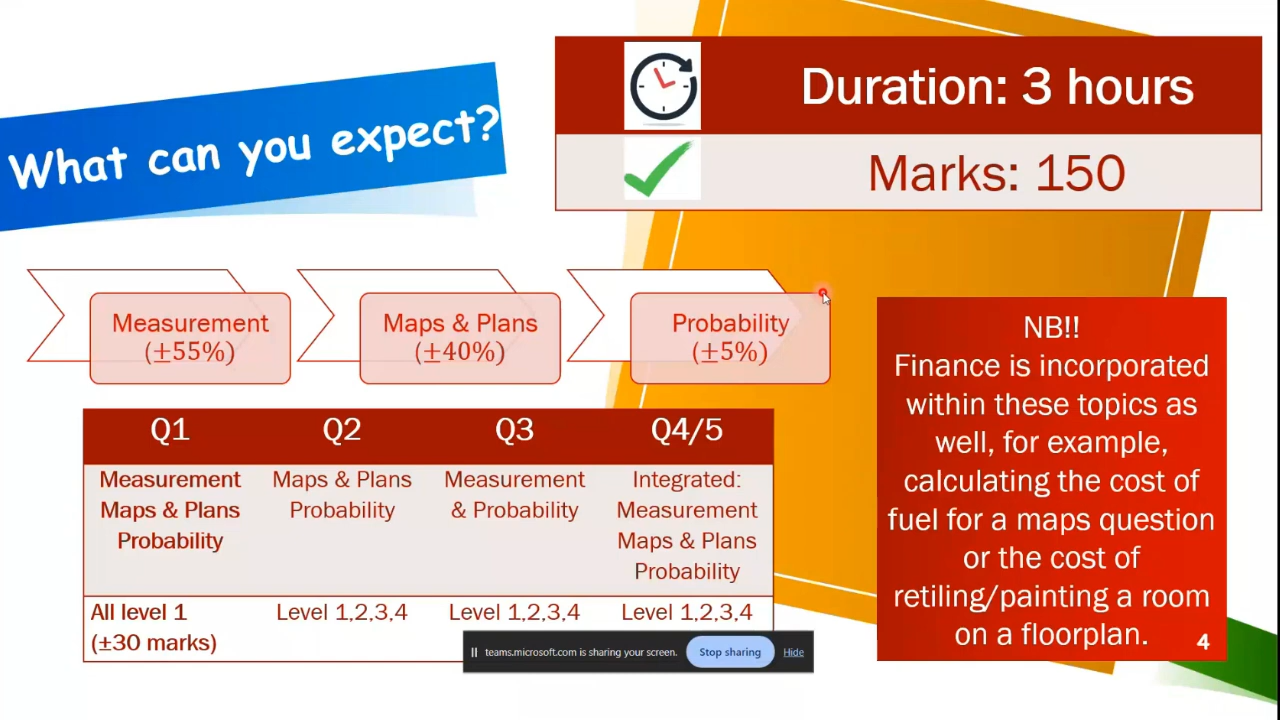 What can you expect?
Duration: 3 hours
Marks: 150
Measurement
(±55%)
Maps & Plans
(±40%)
Probability
(±5%)
Q1
Q2
Q3
Q4/5
Measurement
Maps & Plans
Probability
Maps & Plans
Probability
Measurement
& Probability
Integrated:
Measurement
Maps & Plans
Probability
All level 1
(±30 marks)
Level 1,2,3,4
Level 1,2,3,4
Level 1,2,3,4
NB!!
Finance is incorporated
within these topics as
well, for example,
calculating the cost of
fuel for a maps question
or the cost of
retiling/painting a room
on a floorplan.
4
teams.microsoft.com is sharing your screen.
Stop sharing
Hide